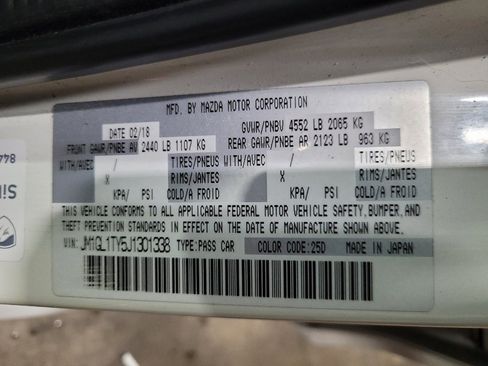 MFD. BY MAZDA MOTOR CORPORATION
DATE 02/18 GVWR/PNBV 4552 LB 2065 KG
FRONT GAWR/PNBE AV 2440 LB 1107 KG REAR GAWR/PNBE AR 2123 LB 963 KG
WITH/AVEC / TIRES/PNEUS WITH/AVEC / TIRES/PNEUS
X RIMS/JANTES X RIMS/JANTES
KPA/ PSI COLD/A FROID KPA/ PSI COLD/A FROID
THIS VEHICLE CONFORMS TO ALL APPLICABLE FEDERAL MOTOR VEHICLE SAFETY, BUMPER, AND
THEFT PREVENTION STANDARDS IN EFFECT ON THE DATE OF MANUFACTURE SHOWN ABOVE.
VIN: JM1GL1TY5J1301338 TYPE: PASS CAR COLOR CODE: 25D MADE IN JAPAN